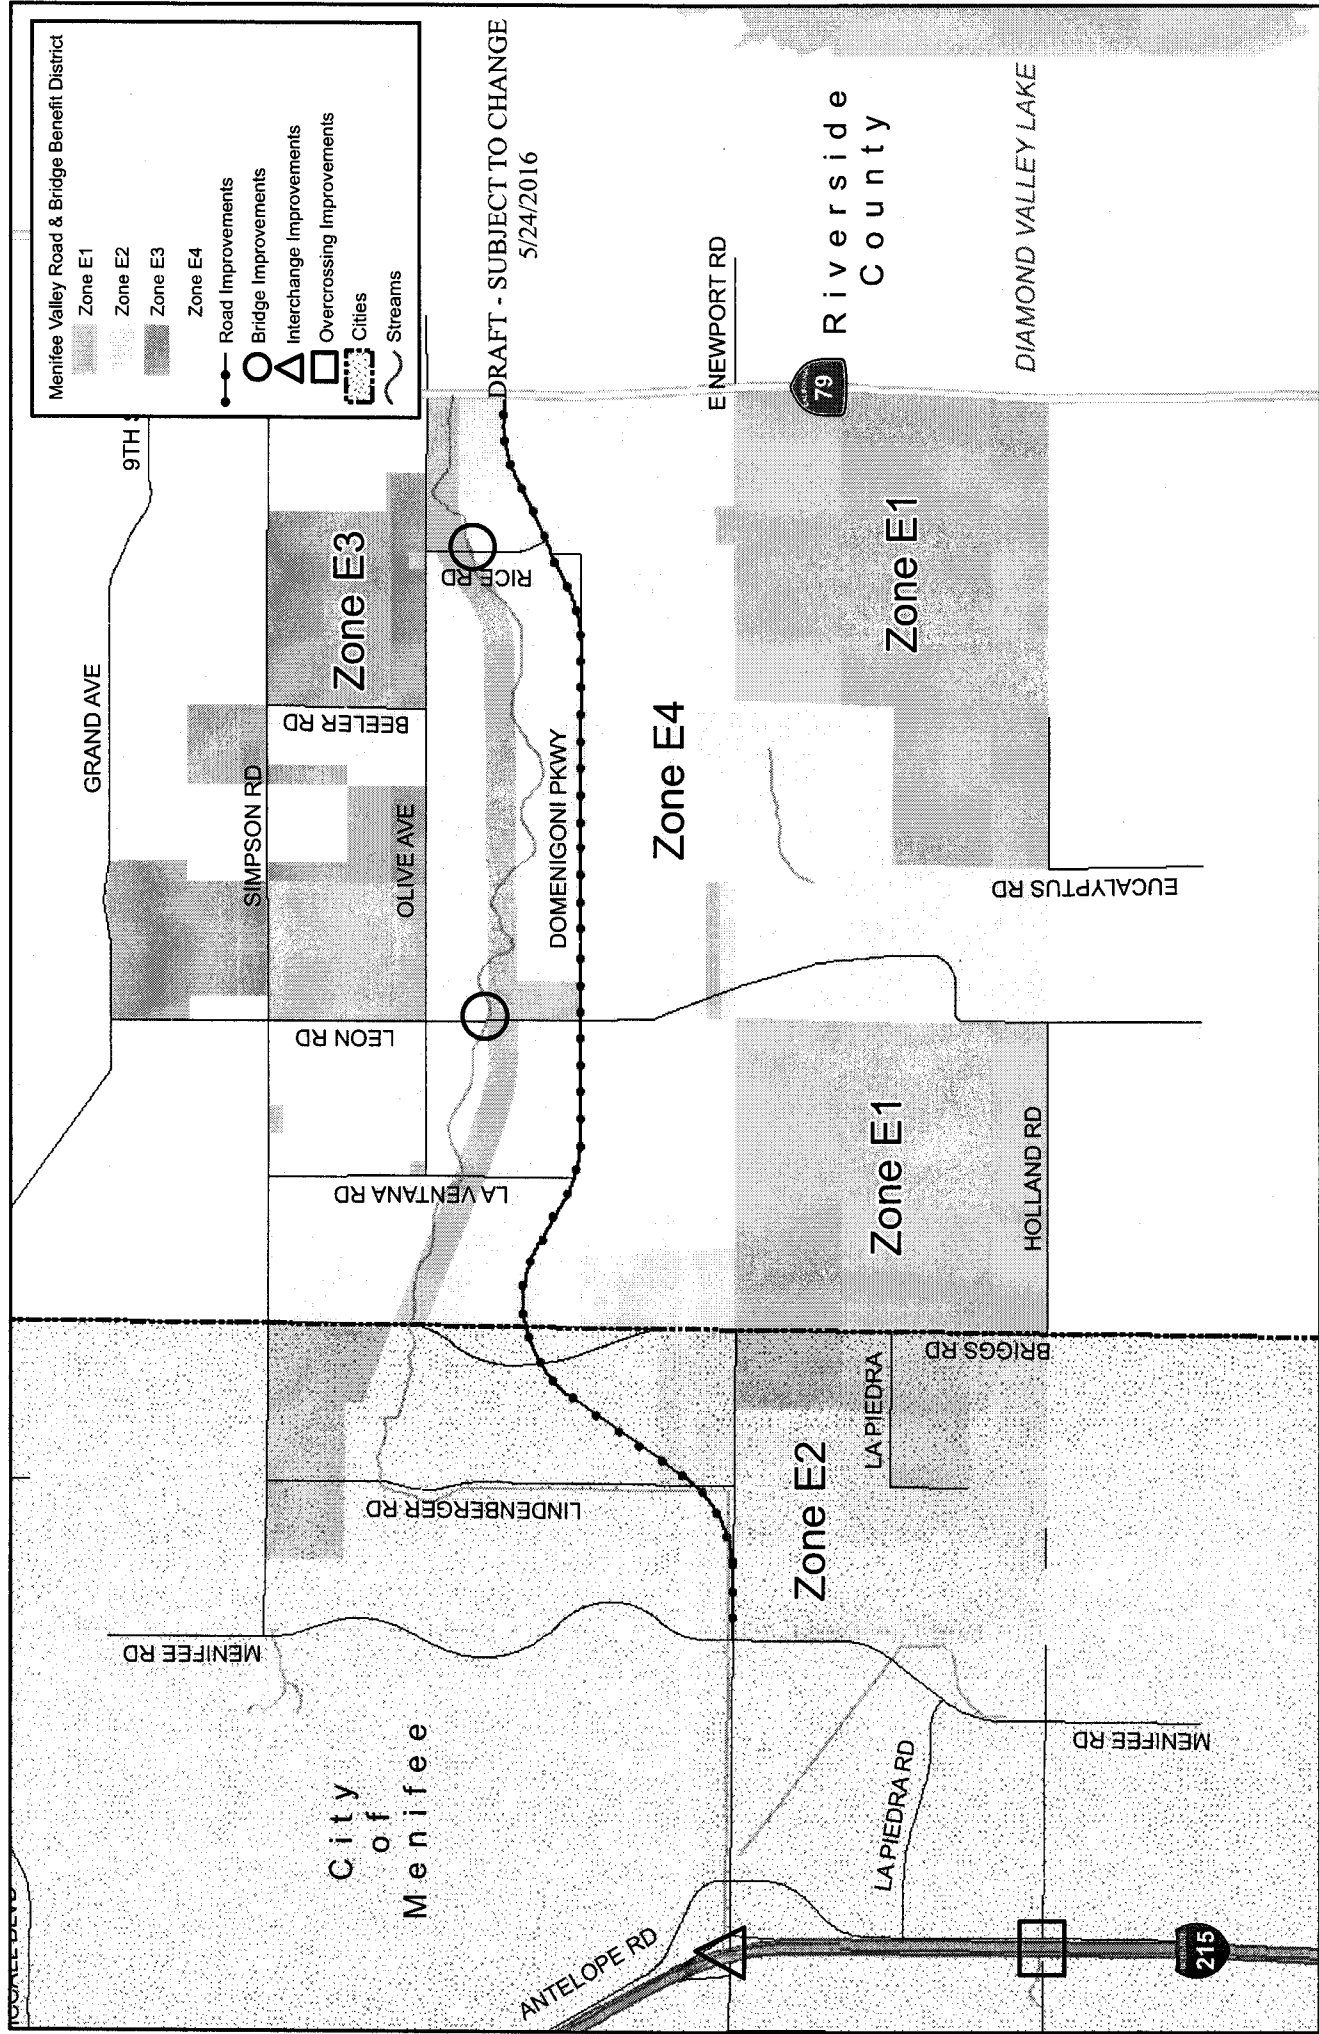 Menifee Valley Road & Bridge Benefit District
Zone E1
Zone E2
Zone E3
Zone E4
Road Improvements
Bridge Improvements
Interchange Improvements
Overcrossing Improvements
Cities
Streams
DRAFT - SUBJECT TO CHANGE
5/24/2016
9TH
GRAND AVE
SIMPSON RD
OLIVE AVE
BEELER RD
RICE RD
LEON RD
LA VENTANA RD
DOMENIGONI PKWY
E NEWPORT RD
79
Riverside
County
DIAMOND VALLEY LAKE
Zone E3
Zone E4
Zone E1
Zone E1
Zone E2
EUCALYPTUS RD
HOLLAND RD
BRIGGS RD
LA PIEDRA
LINDENBERGER RD
MENIFEE RD
City
of
Menifee
ANTELOPE RD
LA PIEDRA RD
MENIFEE RD
215